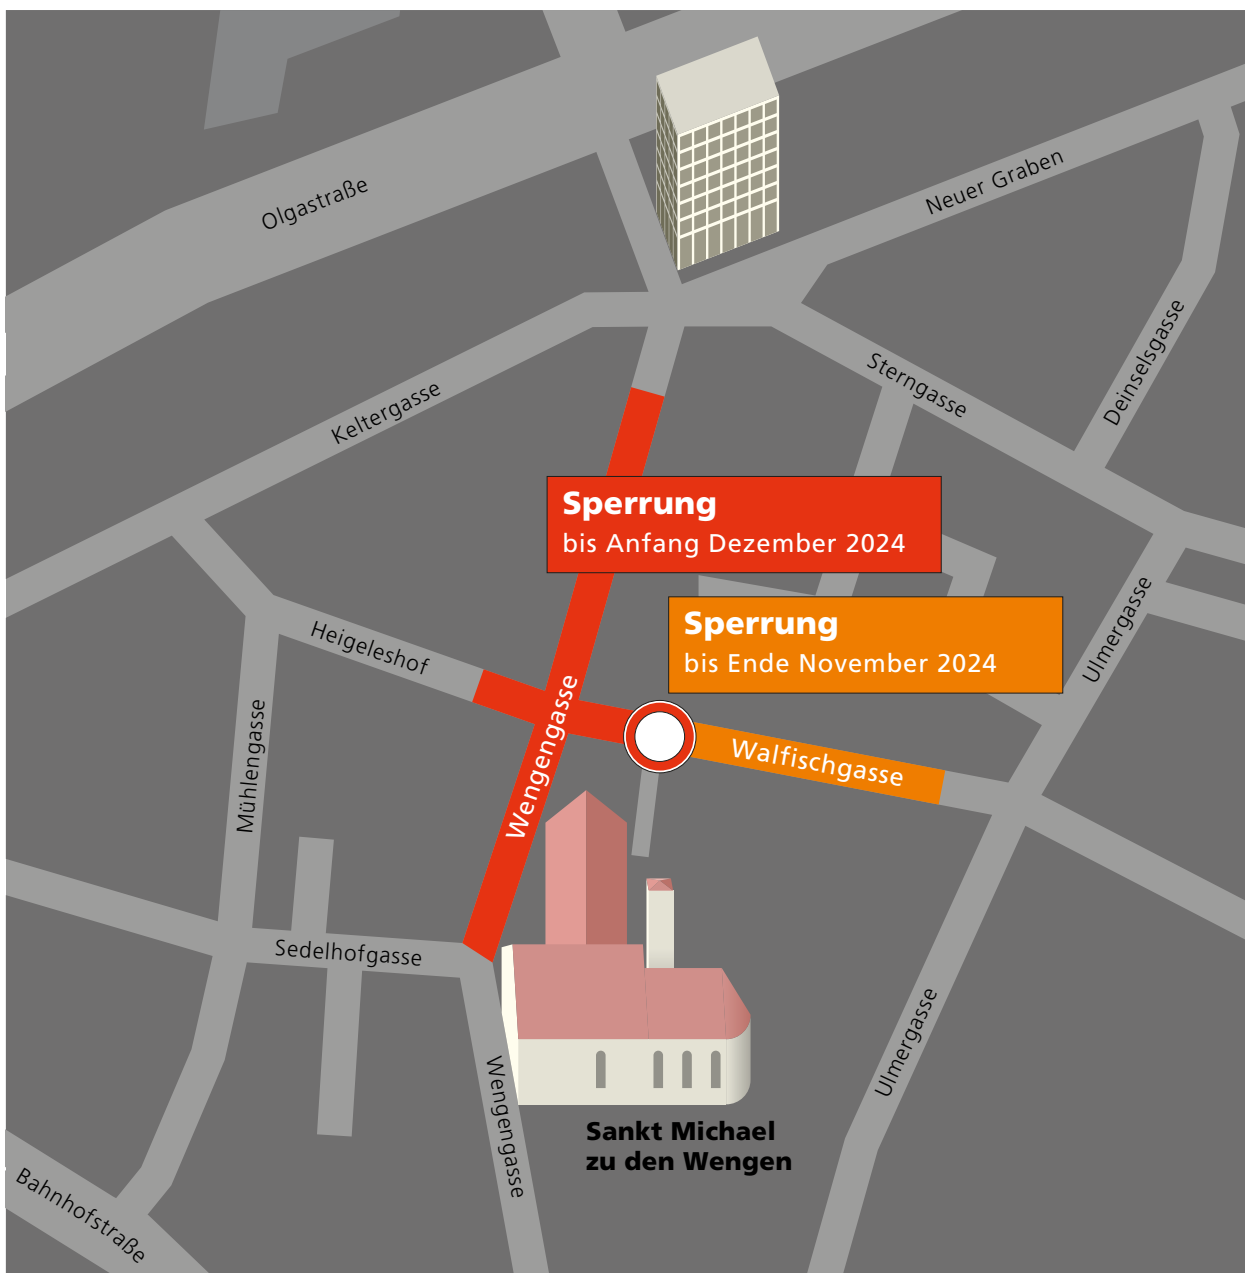 Olgastraße
Neuer Graben
Deinselsgasse
Sterngasse
Keltergasse
Sperrung
bis Anfang Dezember 2024
Sperrung
bis Ende November 2024
Ulmergasse
Heigeleshof
Wengengasse
Walfischgasse
Mühlengasse
Sedelhofgasse
Ulmergasse
Wengengasse
Sankt Michael
zu den Wengen
Bahnhofstraße